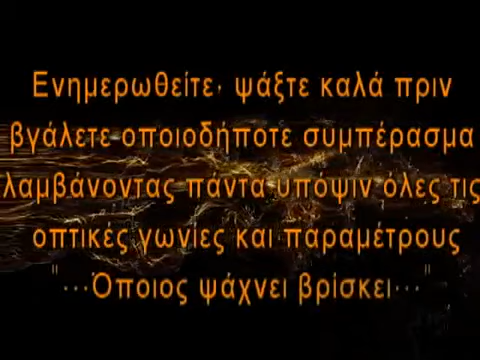 Ενημερωθείτε, ψάξτε καλά πριν
βγάλετε οποιοδήποτε συμπέρασμα
λαμβάνοντας πάντα υπόψιν όλες τις
οπτικές γωνίες και παραμέτρους
"...Όποιος ψάχνει βρίσκει..."